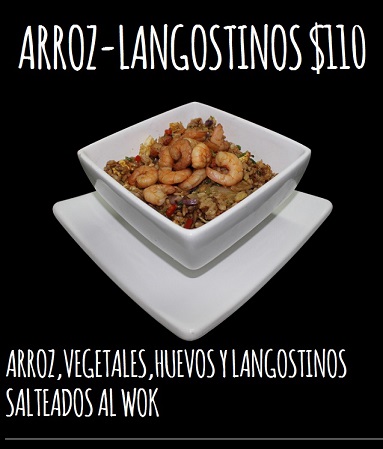 ARROZ-LANGOSTINOS $110
ARROZ,VEGETALES,HUEVOS Y LANGOSTINOS
SALTEADOS AL WOK